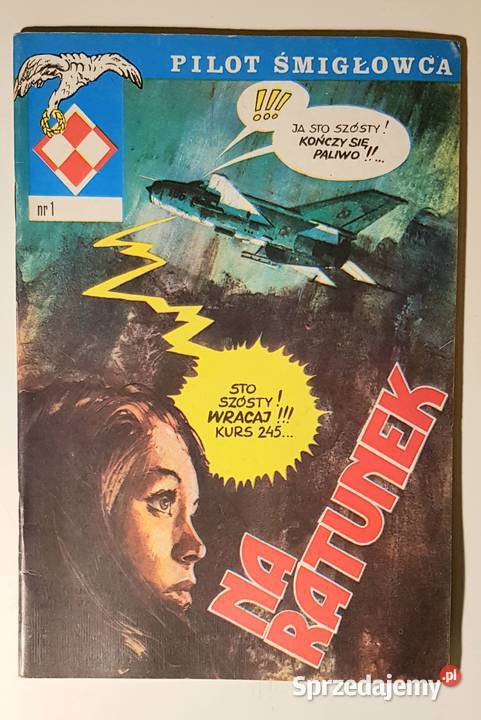 PILOT ŚMIGŁOWCA
nr 1
!!!...
JA STO SZÓSTY!
KOŃCZY SIĘ
PALIWO!!...
STO
SZÓSTY!
WRACAJ!!!
KURS 245...
NA
RATUNEK
Sprzedajemy.pl